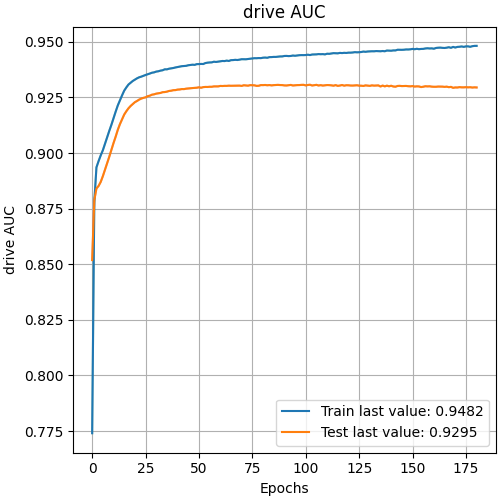 drive AUC
0.950
0.925
0.900
0.875
0.850
0.825
0.800
0.775
drive AUC
Train last value: 0.9482
Test last value: 0.9295
0 25 50 75 100 125 150 175
Epochs